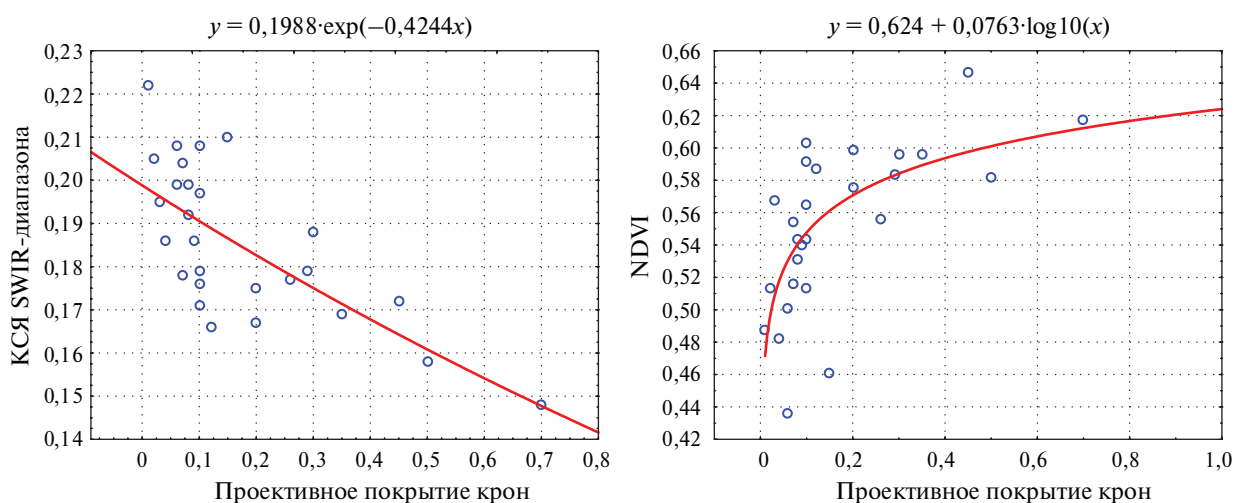 y = 0,1988·exp(−0,4244x)
0,23
0,22
0,21
0,20
0,19
0,18
0,17
0,16
0,15
0,14
КСЯ SWIR-диапазона
0 0,1 0,2 0,3 0,4 0,5 0,6 0,7 0,8
Проективное покрытие крон
y = 0,624 + 0,0763·log10(x)
0,66
0,64
0,62
0,60
0,58
0,56
0,54
0,52
0,50
0,48
0,46
0,44
0,42
NDVI
0 0,2 0,4 0,6 0,8 1,0
Проективное покрытие крон